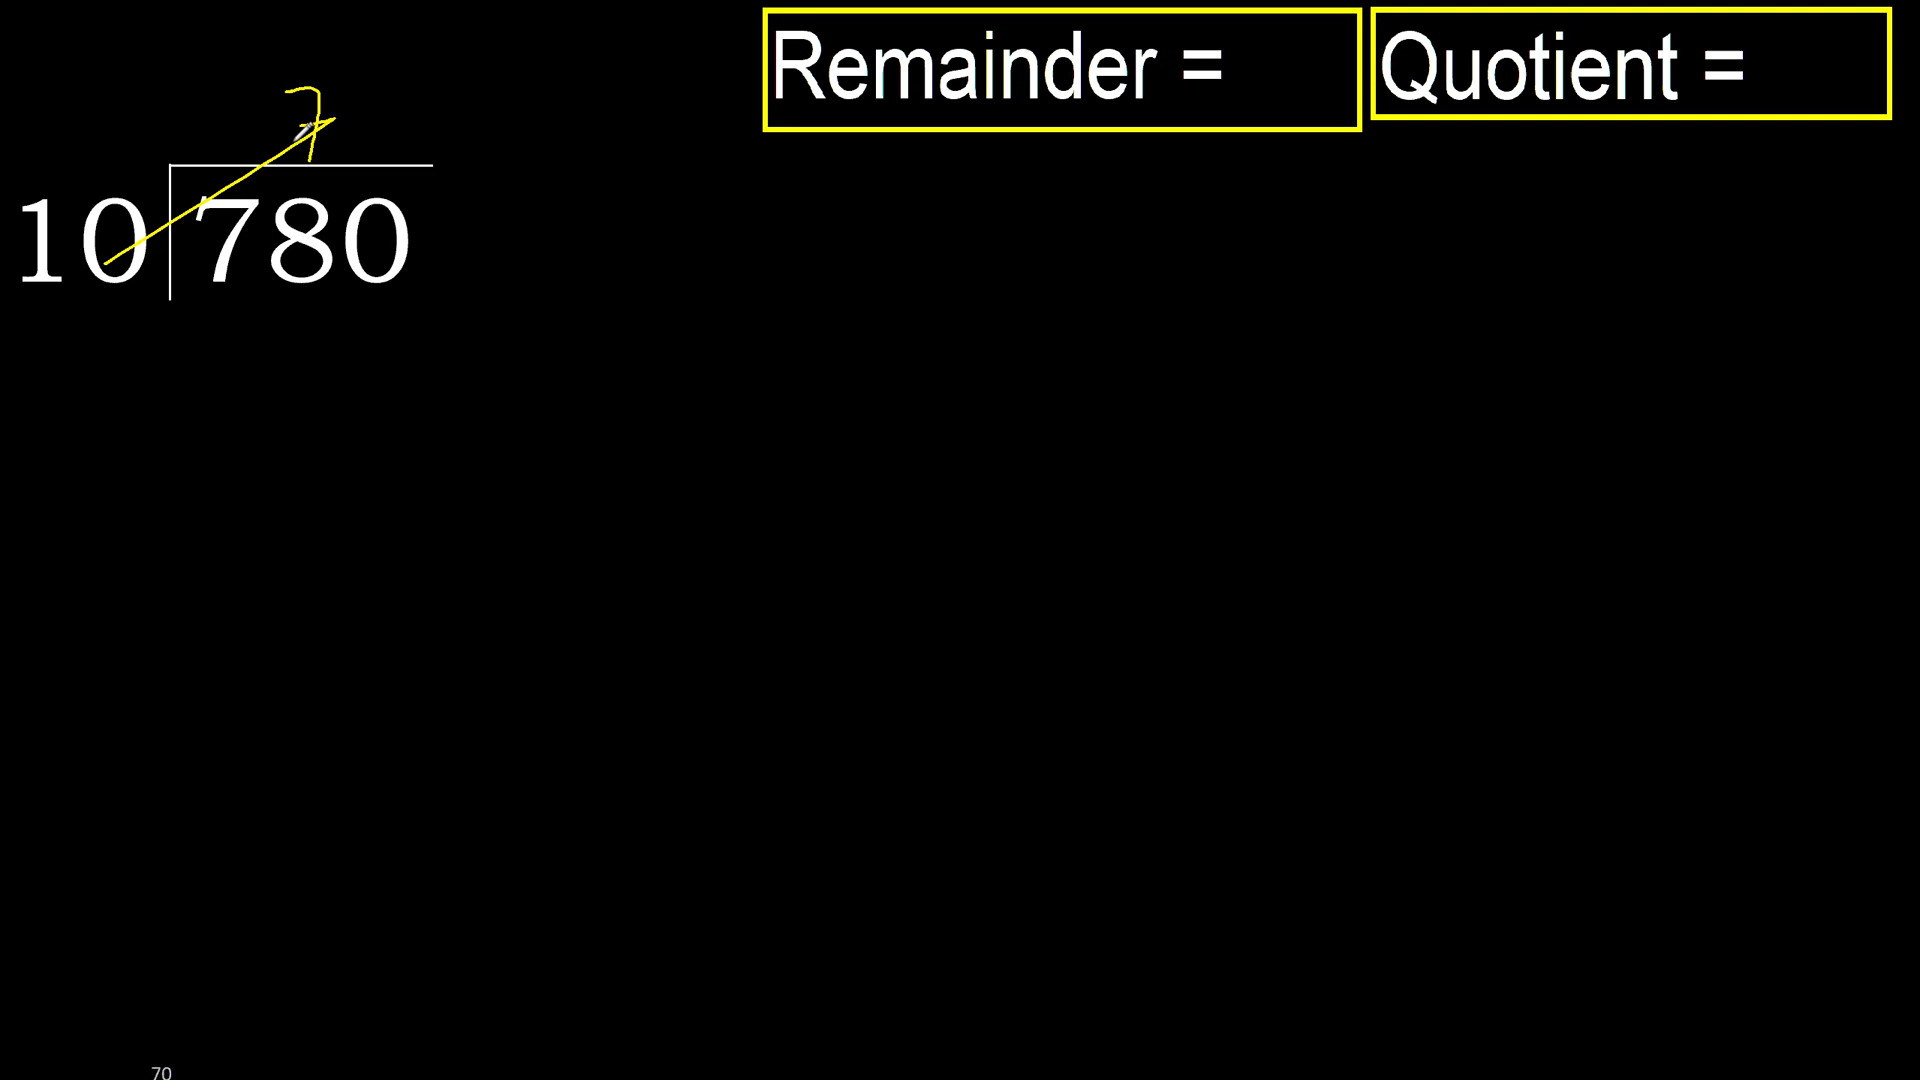 Remainder = Quotient =
7
10 780
70